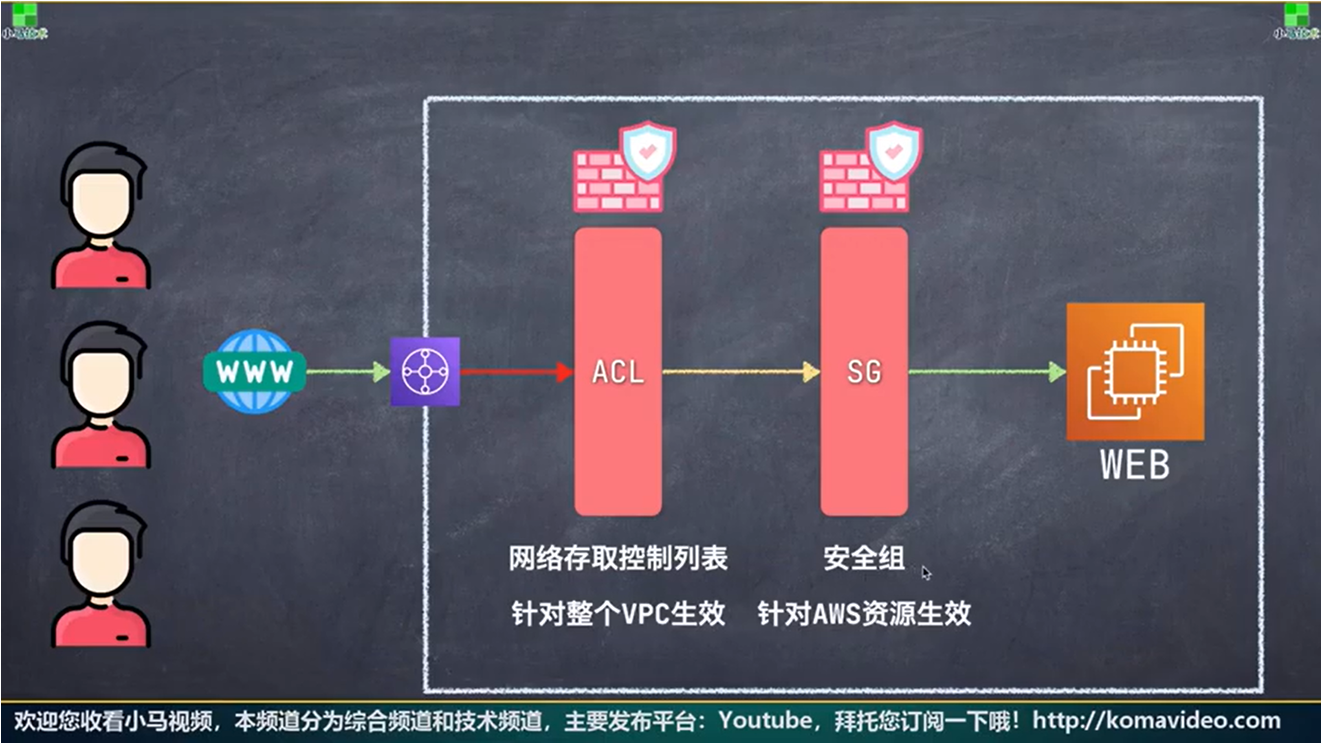 小马技术
小马技术
WWW
ACL
SG
WEB
网络存取控制列表
安全组
针对整个VPC生效
针对AWS资源生效
欢迎您收看小马视频，本频道分为综合频道和技术频道，主要发布平台：Youtube，拜托您订阅一下哦！http://komavideo.com